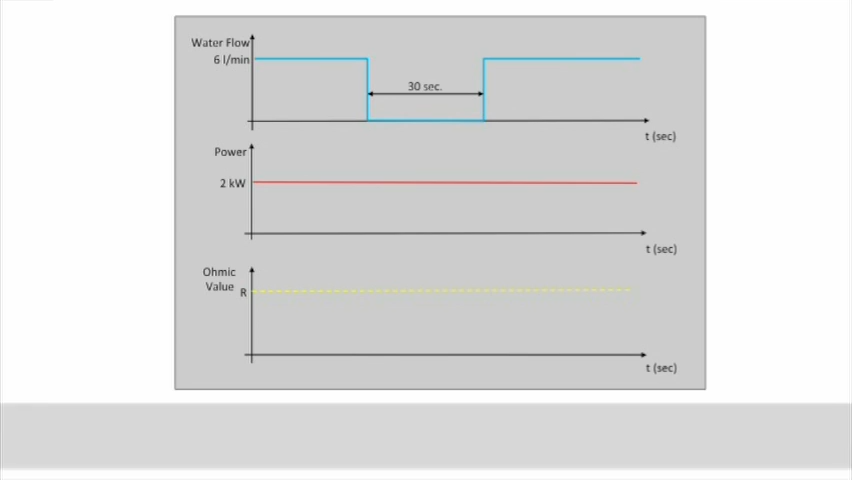 Water Flow
6 l/min
30 sec.
t (sec)
Power
2 kW
t (sec)
Ohmic
Value R
t (sec)